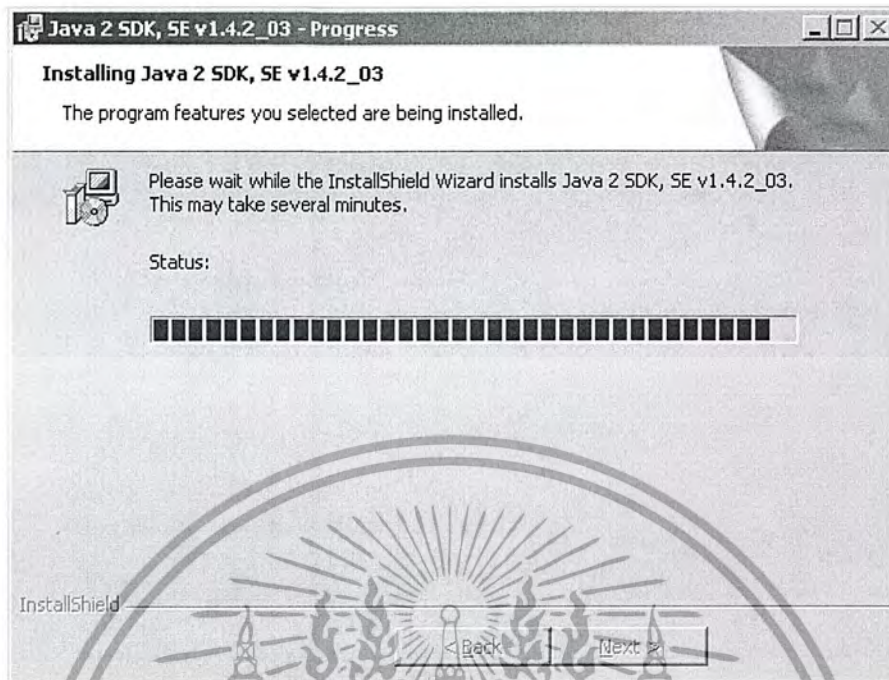 Java 2 SDK, SE v1.4.2_03 - Progress
Installing Java 2 SDK, SE v1.4.2_03
The program features you selected are being installed.
Please wait while the InstallShield Wizard installs Java 2 SDK, SE v1.4.2_03.
This may take several minutes.
Status:
InstallShield
< Back
Next >